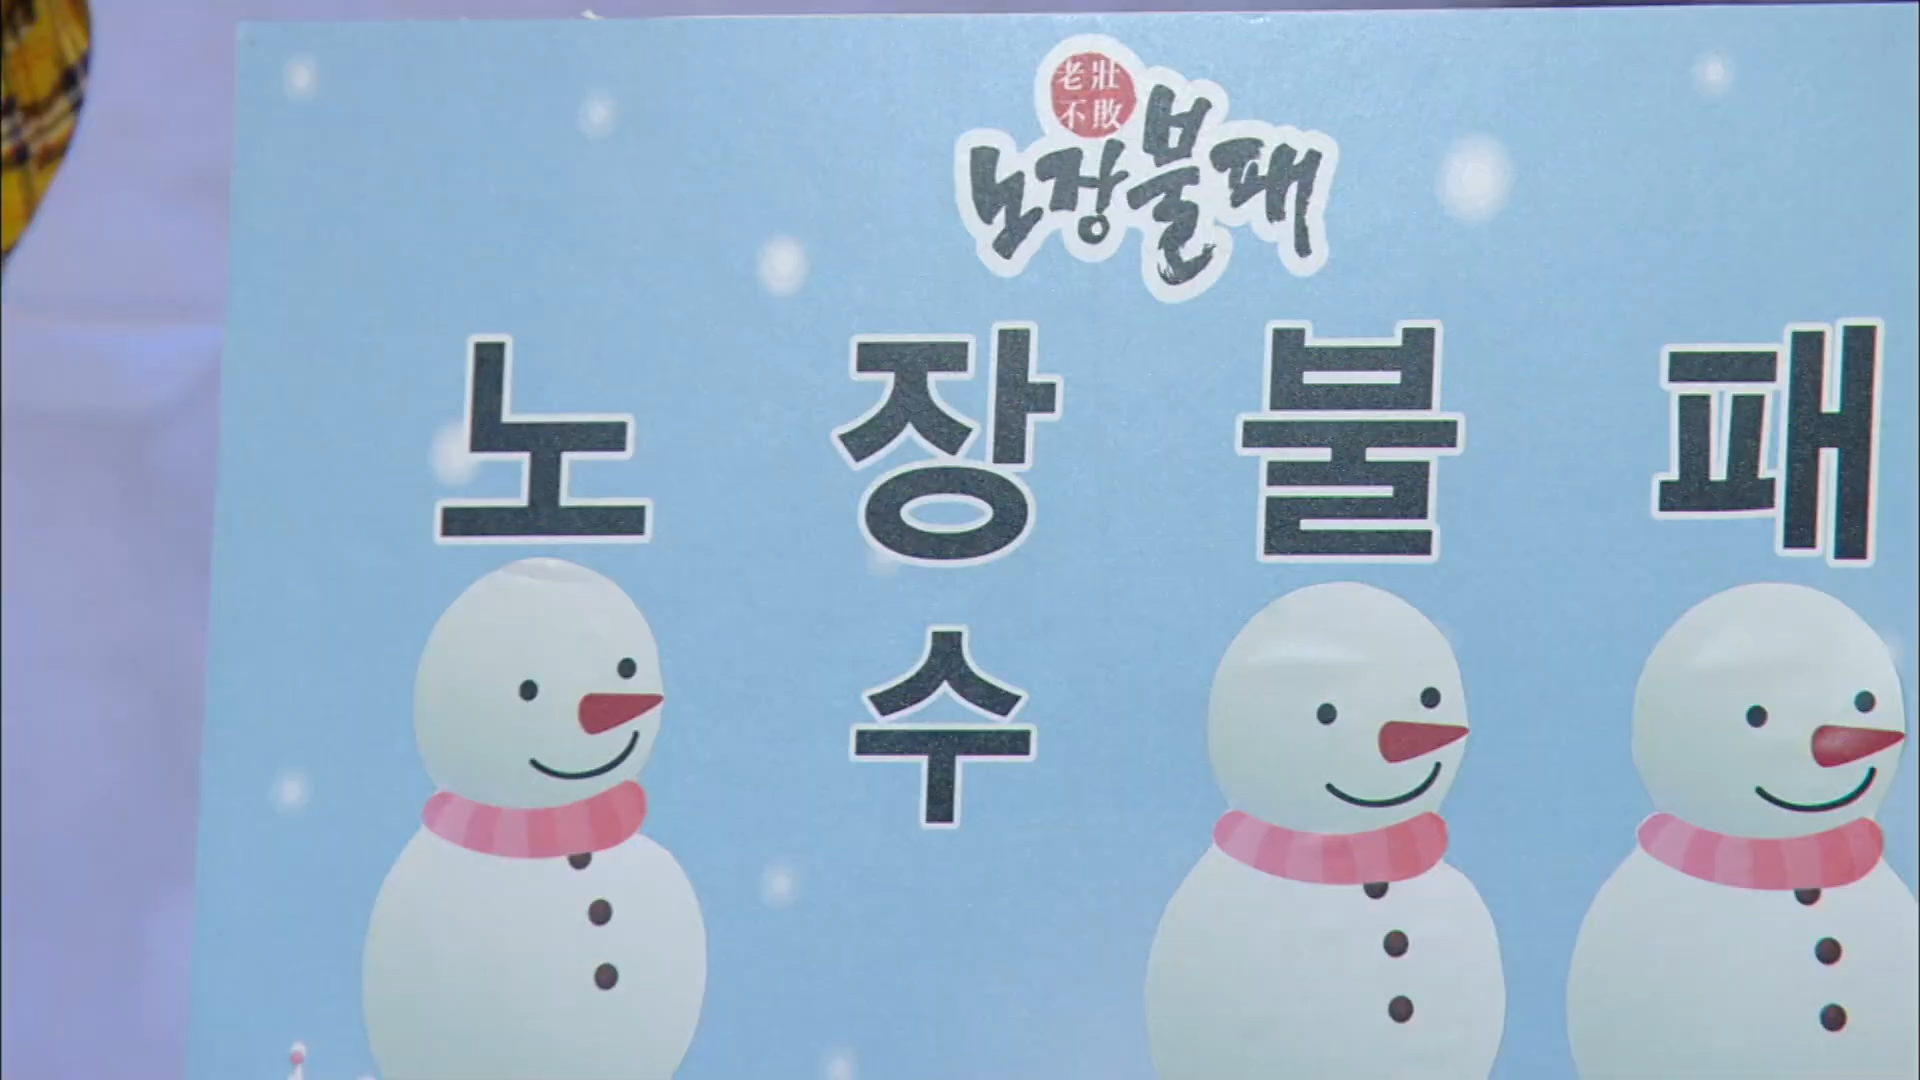 老壯
不敗
노장불패
노 장 불 패
수